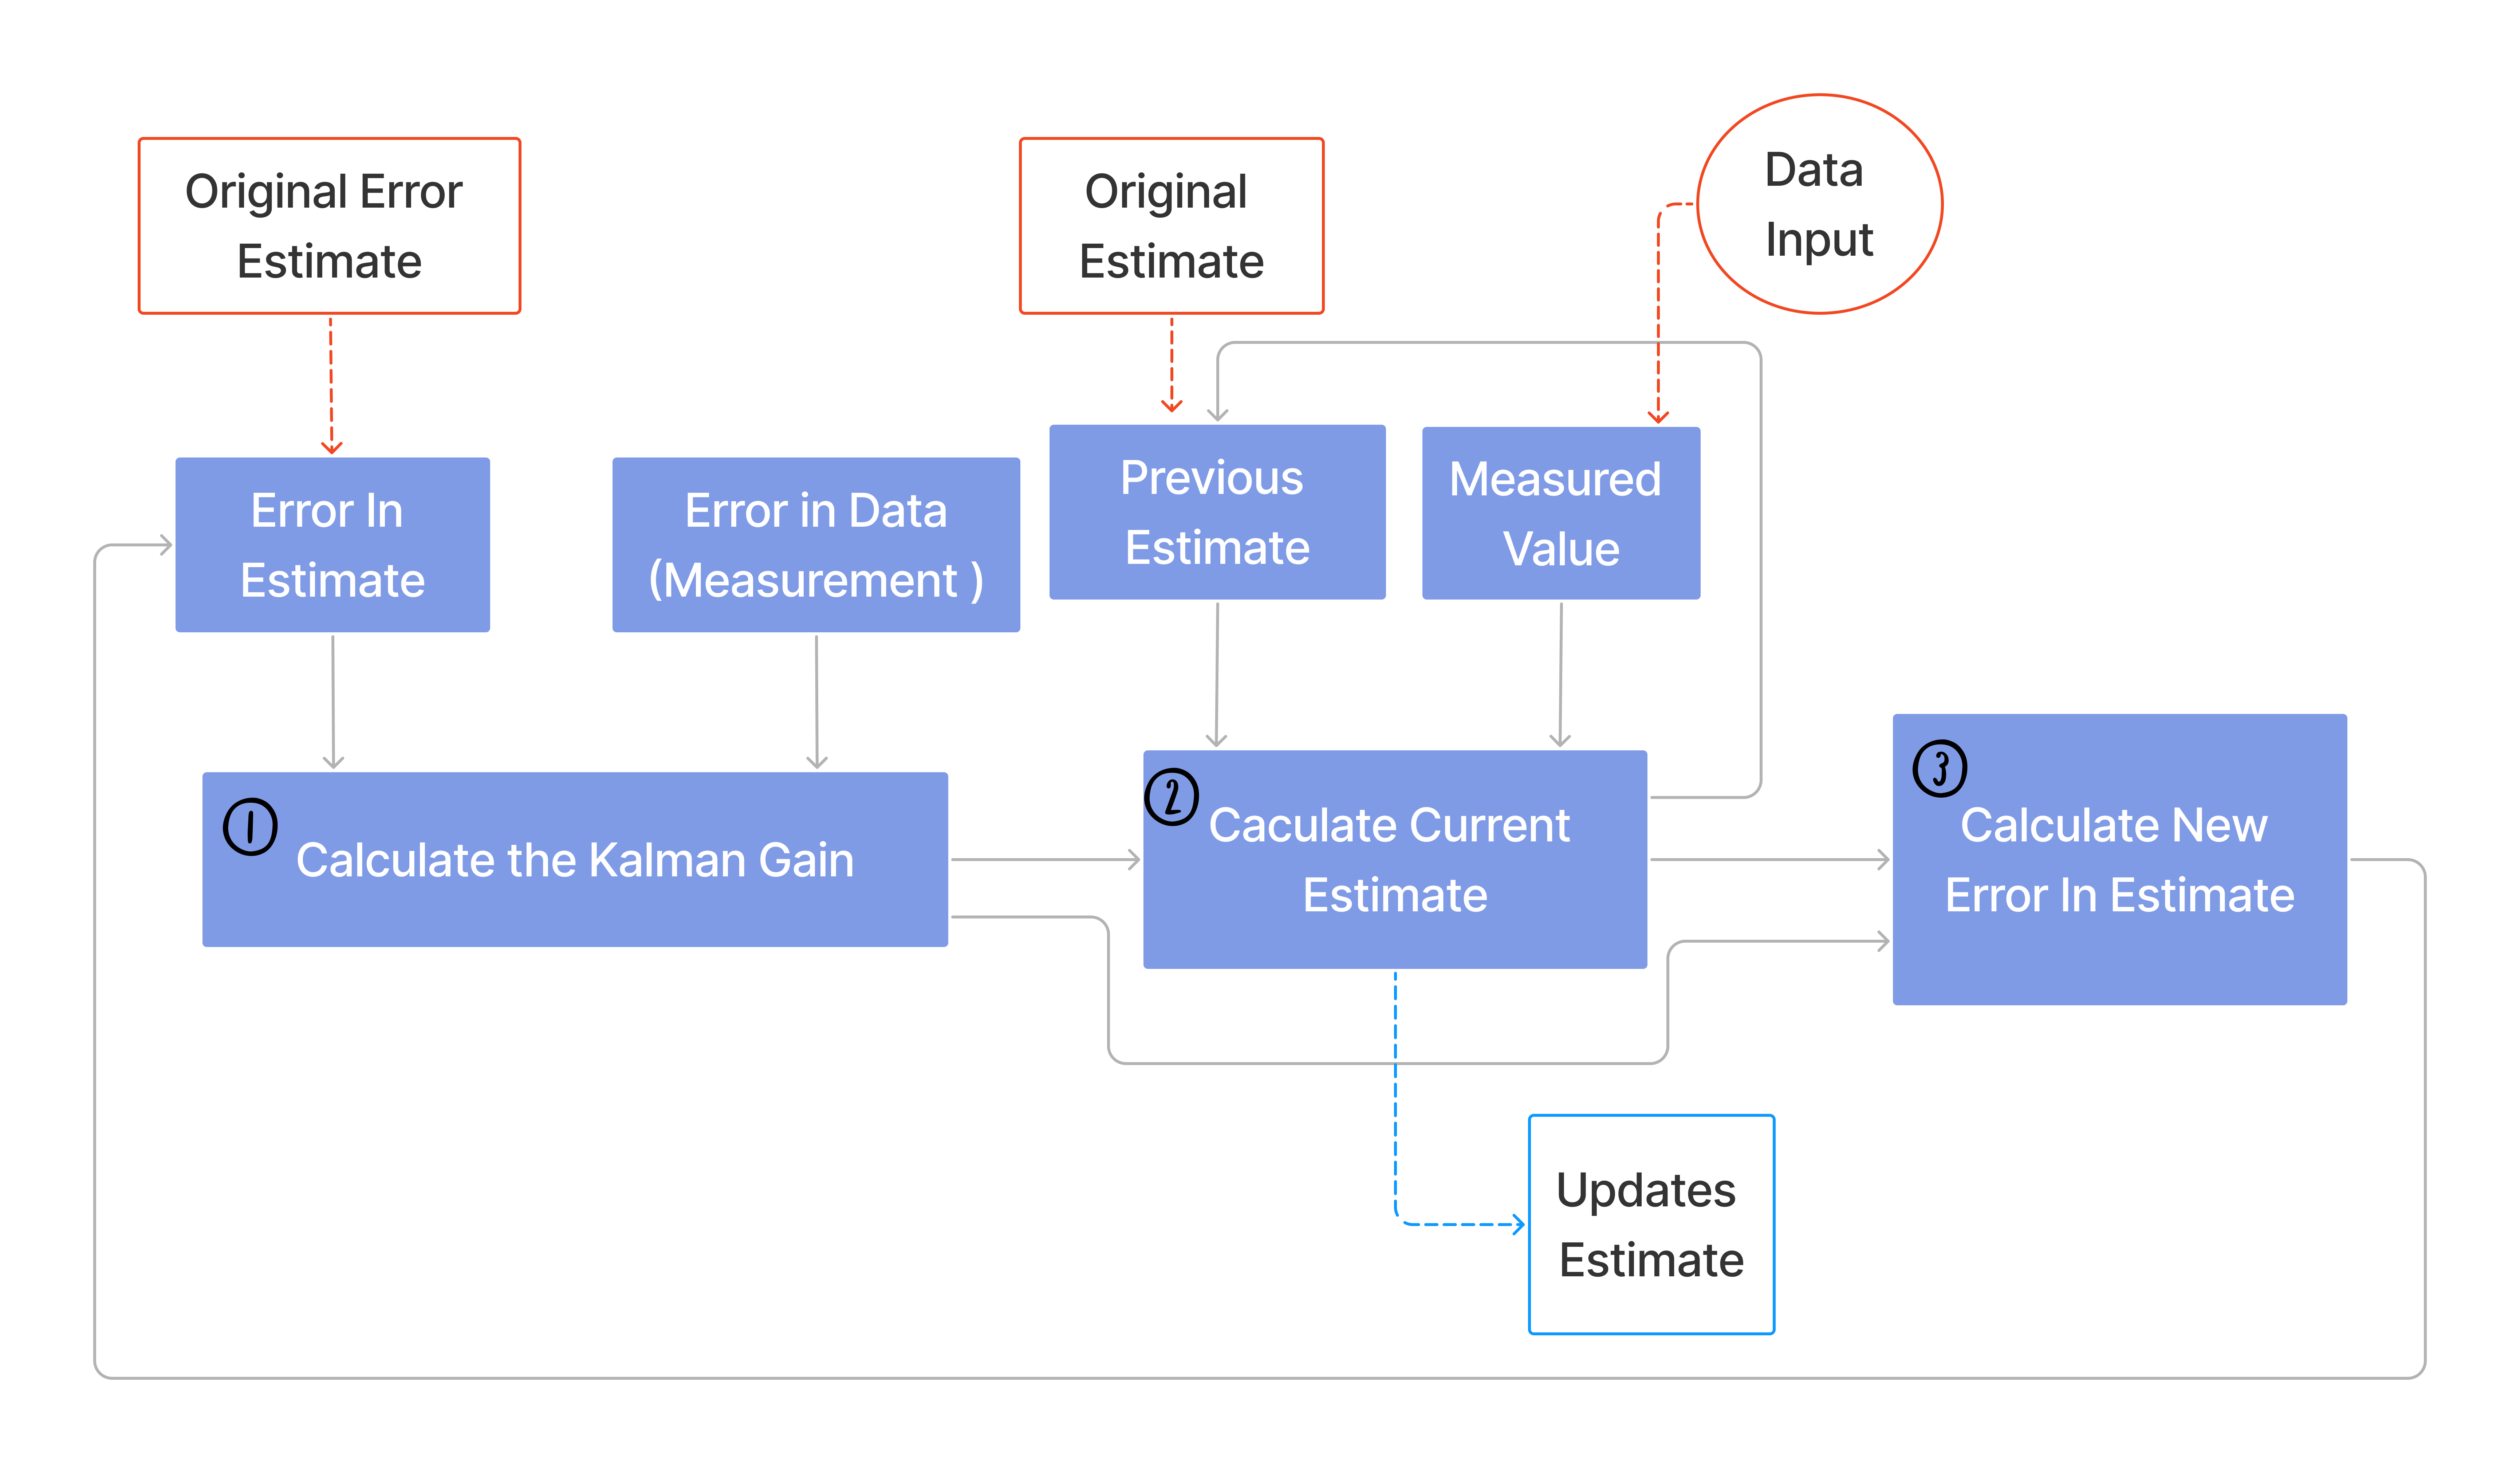 Original Error
Estimate
Original
Estimate
Data
Input
Error In
Estimate
Error in Data
(Measurement )
Previous
Estimate
Measured
Value
1
Calculate the Kalman Gain
2
Caculate Current
Estimate
3
Calculate New
Error In Estimate
Updates
Estimate